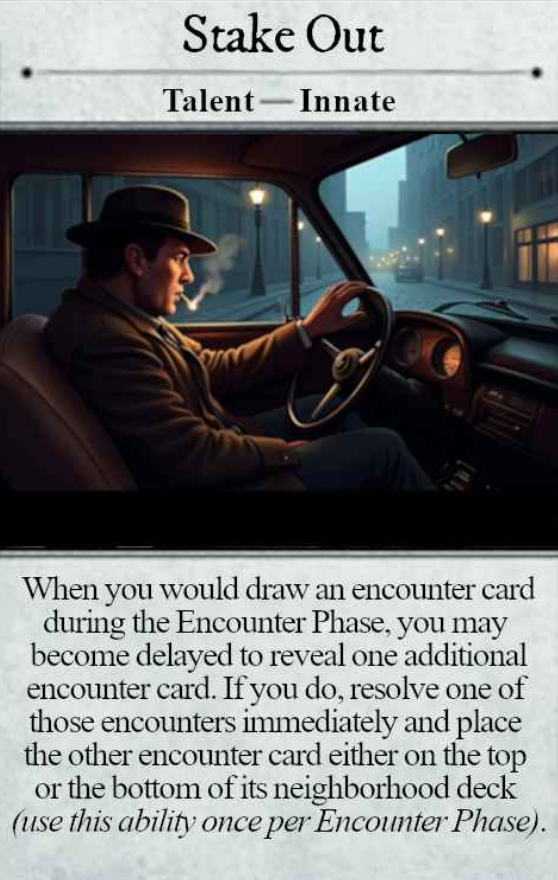 Stake Out
Talent — Innate
When you would draw an encounter card
during the Encounter Phase, you may
become delayed to reveal one additional
encounter card. If you do, resolve one of
those encounters immediately and place
the other encounter card either on the top
or the bottom of its neighborhood deck
(use this ability once per Encounter Phase).